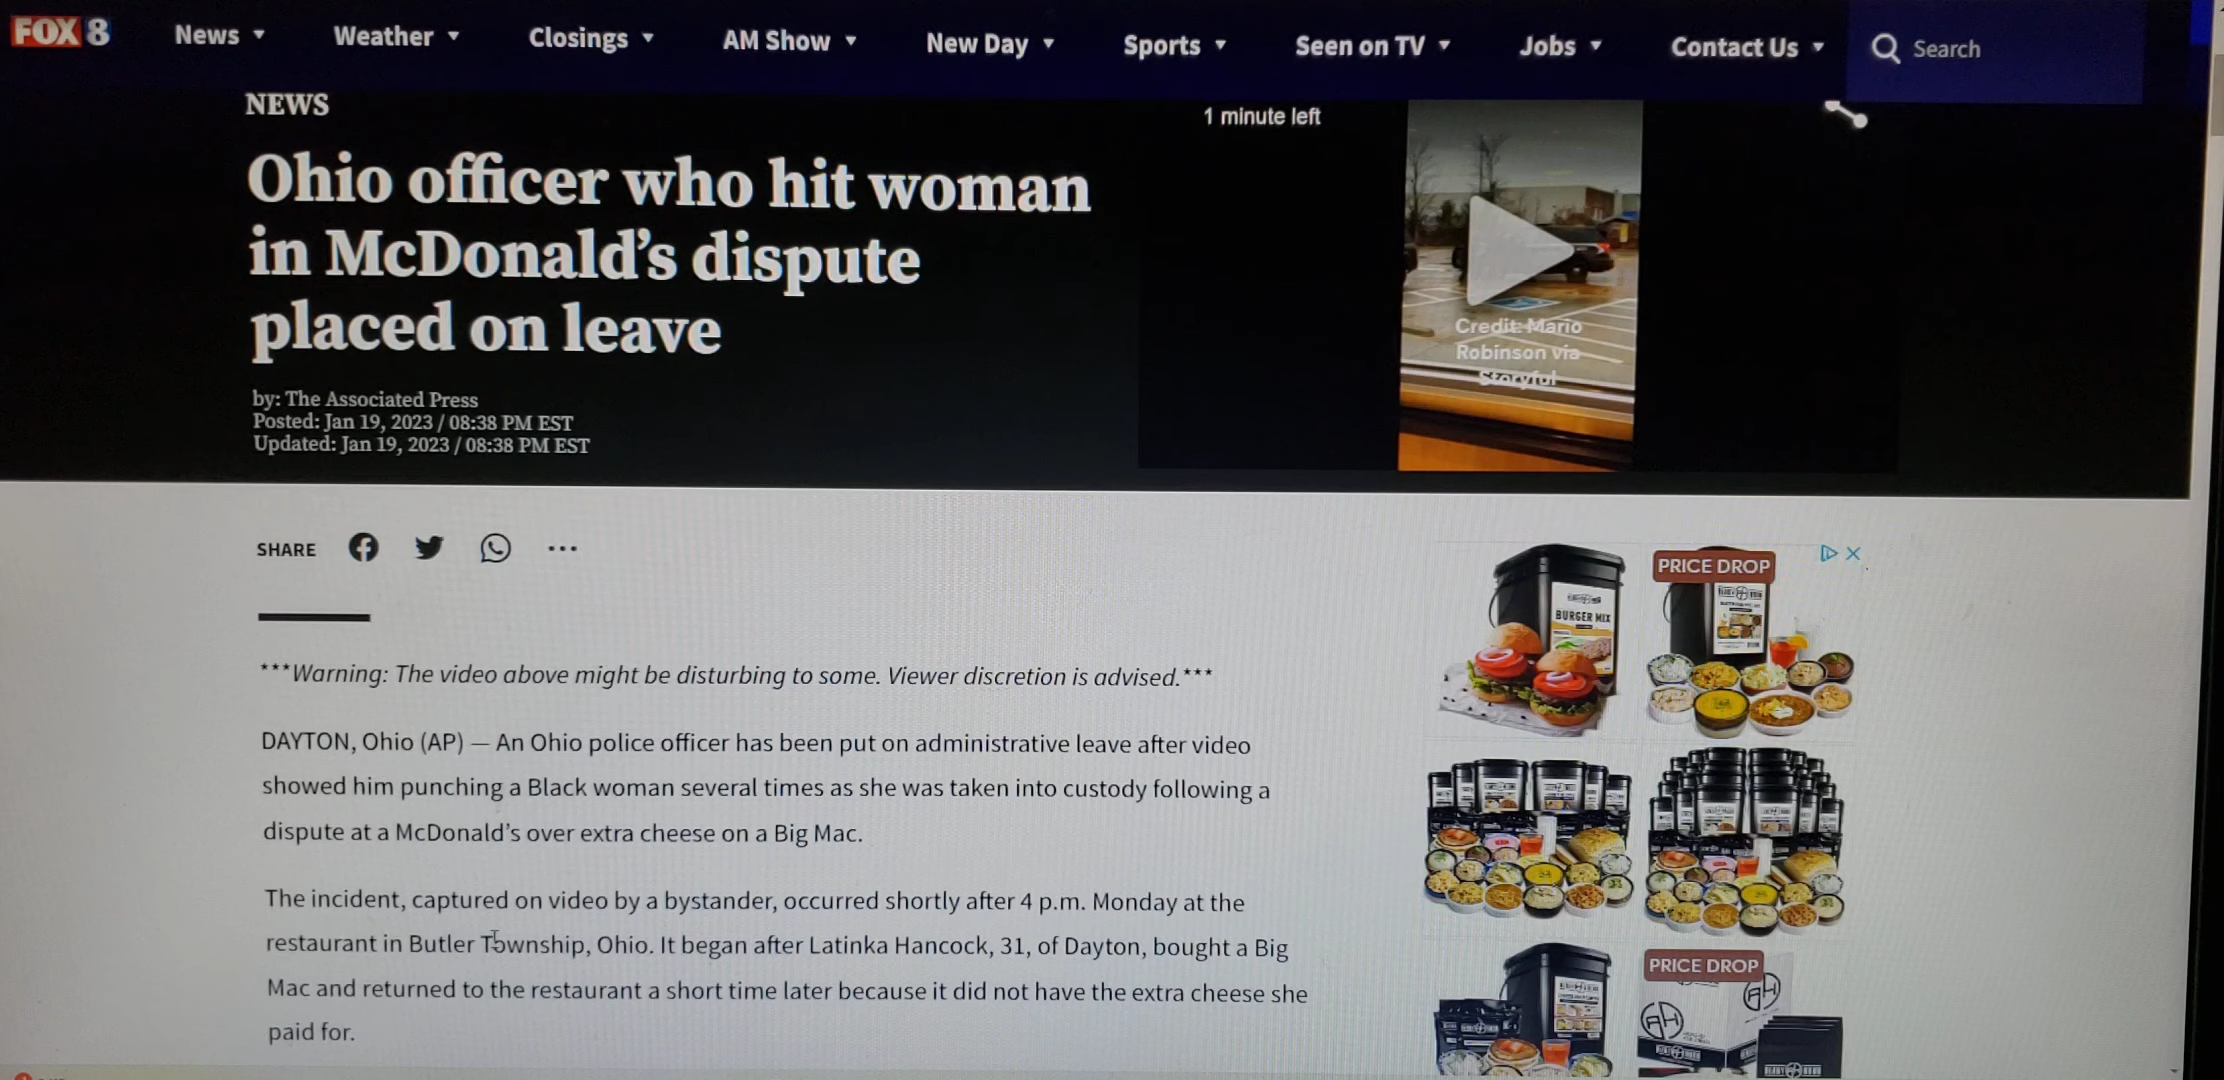 FOX 8
News
Weather
Closings
AM Show
New Day
Sports
Seen on TV
Jobs
Contact Us
Search
NEWS
Ohio officer who hit woman
in McDonald's dispute
placed on leave
by: The Associated Press
Posted: Jan 19, 2023 / 08:38 PM EST
Updated: Jan 19, 2023 / 08:38 PM EST
1 minute left
Credit: Mario
Robinson via
Storyful
SHARE
***Warning: The video above might be disturbing to some. Viewer discretion is advised.***
DAYTON, Ohio (AP) — An Ohio police officer has been put on administrative leave after video
showed him punching a Black woman several times as she was taken into custody following a
dispute at a McDonald's over extra cheese on a Big Mac.
The incident, captured on video by a bystander, occurred shortly after 4 p.m. Monday at the
restaurant in Butler Township, Ohio. It began after Latinka Hancock, 31, of Dayton, bought a Big
Mac and returned to the restaurant a short time later because it did not have the extra cheese she
paid for.
BURGER MIX
PRICE DROP
PRICE DROP